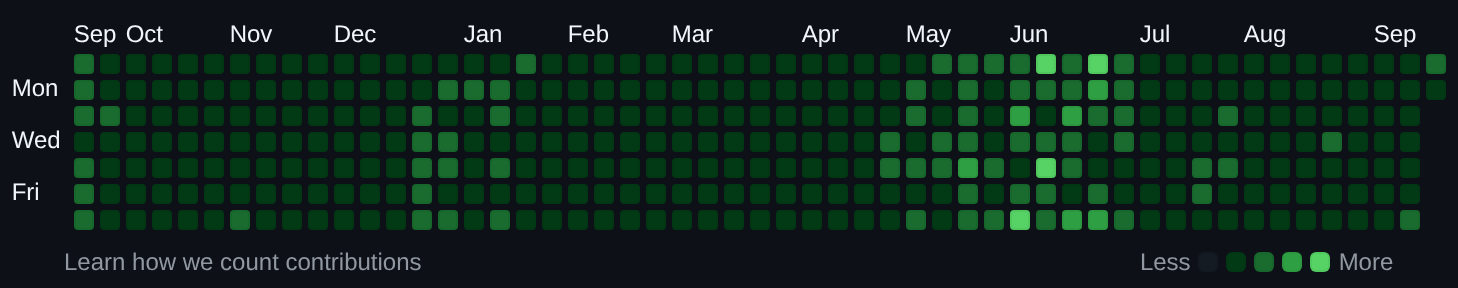 Sep Oct Nov Dec Jan Feb Mar Apr May Jun Jul Aug Sep
Mon
Wed
Fri
Learn how we count contributions Less More